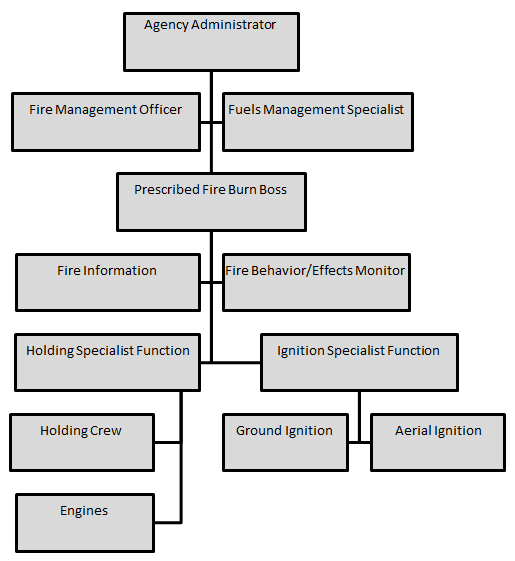 Agency Administrator
Fire Management Officer
Fuels Management Specialist
Prescribed Fire Burn Boss
Fire Information
Fire Behavior/Effects Monitor
Holding Specialist Function
Ignition Specialist Function
Holding Crew
Ground Ignition
Aerial Ignition
Engines